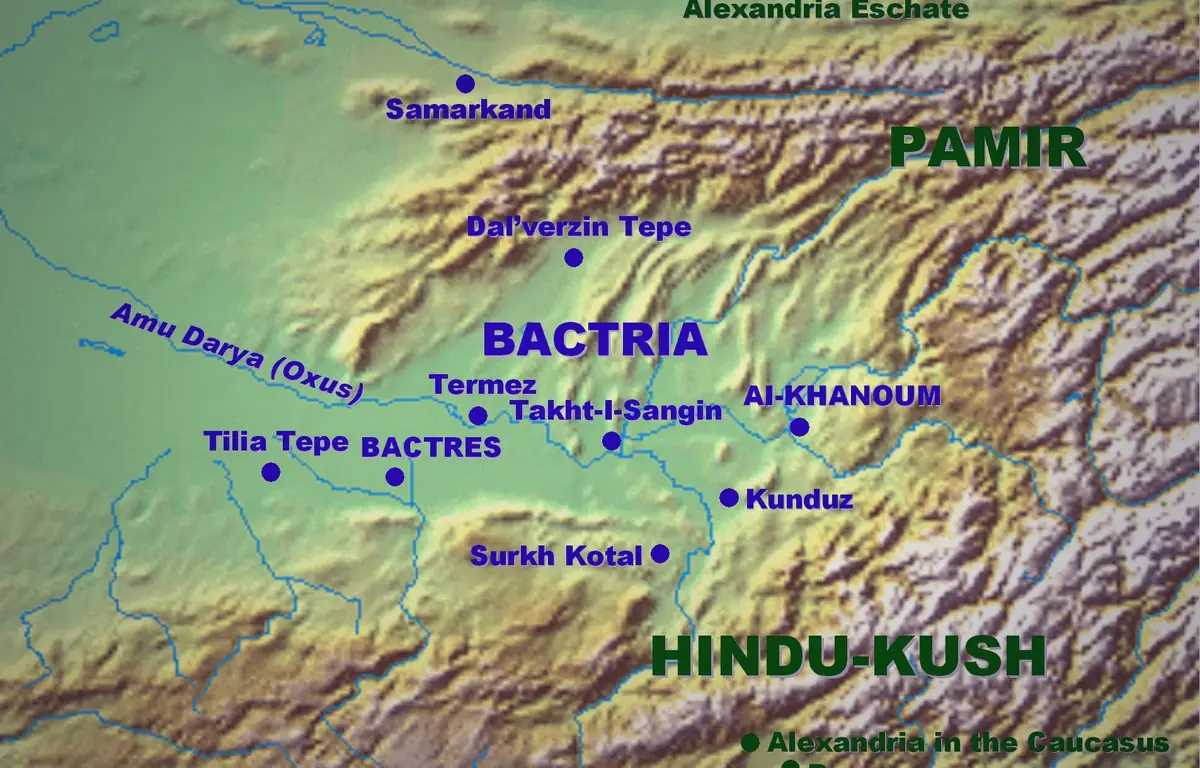 Alexandria Eschate
Samarkand
PAMIR
Dal’verzin Tepe
Amu Darya (Oxus)
BACTRIA
Termez
Takht-I-Sangin
AI-KHANOUM
Tilia Tepe
BACTRES
Kunduz
Surkh Kotal
HINDU-KUSH
Alexandria in the Caucasus